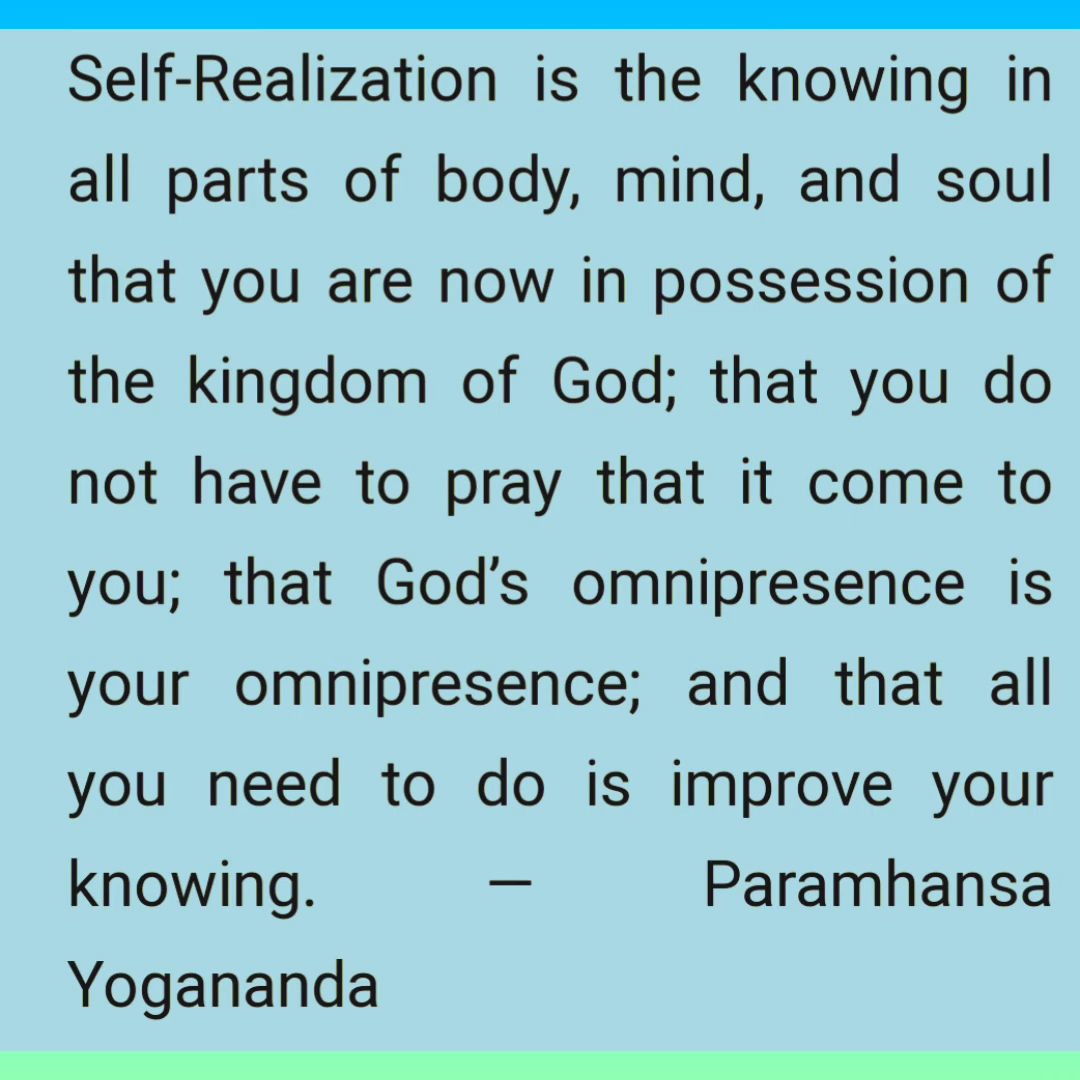 Self-Realization is the knowing in
all parts of body, mind, and soul
that you are now in possession of
the kingdom of God; that you do
not have to pray that it come to
you; that God’s omnipresence is
your omnipresence; and that all
you need to do is improve your
knowing. — Paramhansa
Yogananda